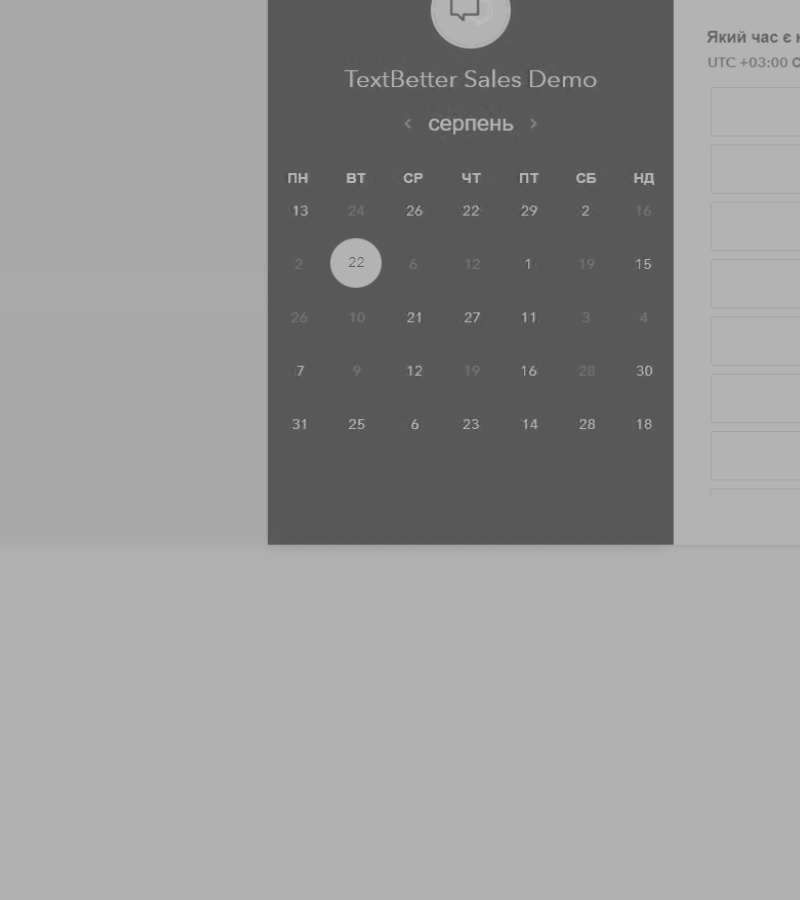 TextBetter Sales Demo
< серпень >
ПН ВТ СР ЧТ ПТ СБ НД
13 24 26 22 29 2 16
2 22 6 12 1 19 15
26 10 21 27 11 3 4
7 9 12 19 16 28 30
31 25 6 23 14 28 18
Який час є
UTC +03:00